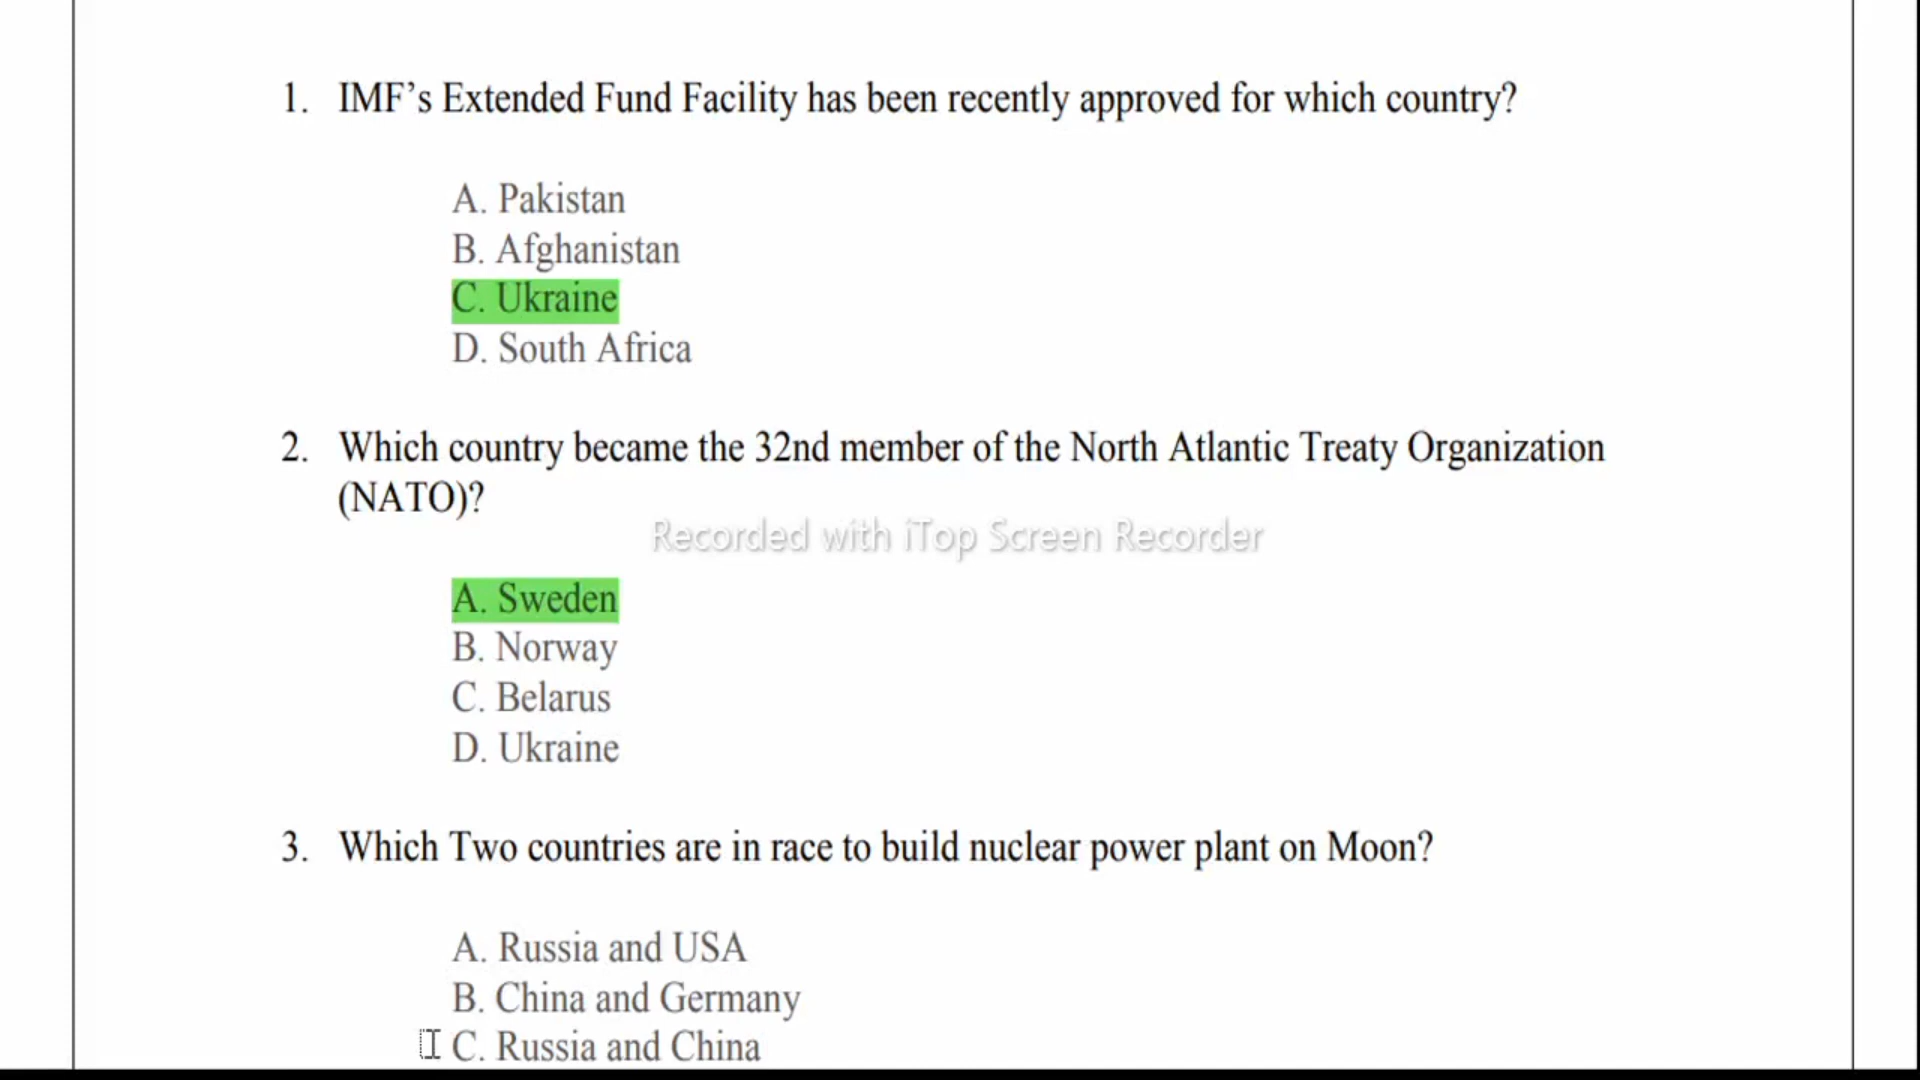 1. IMF’s Extended Fund Facility has been recently approved for which country?
A. Pakistan
B. Afghanistan
C. Ukraine
D. South Africa
2. Which country became the 32nd member of the North Atlantic Treaty Organization
(NATO)?
Recorded with iTop Screen Recorder
A. Sweden
B. Norway
C. Belarus
D. Ukraine
3. Which Two countries are in race to build nuclear power plant on Moon?
A. Russia and USA
B. China and Germany
C. Russia and China